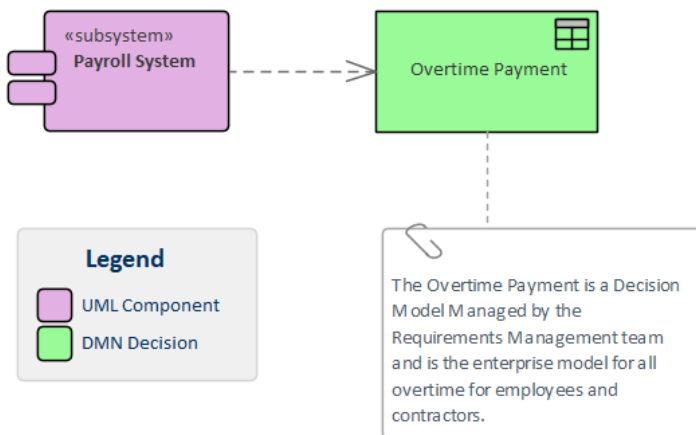 «subsystem»
Payroll System
Overtime Payment
Legend
UML Component
DMN Decision
The Overtime Payment is a Decision
Model Managed by the
Requirements Management team
and is the enterprise model for all
overtime for employees and
contractors.